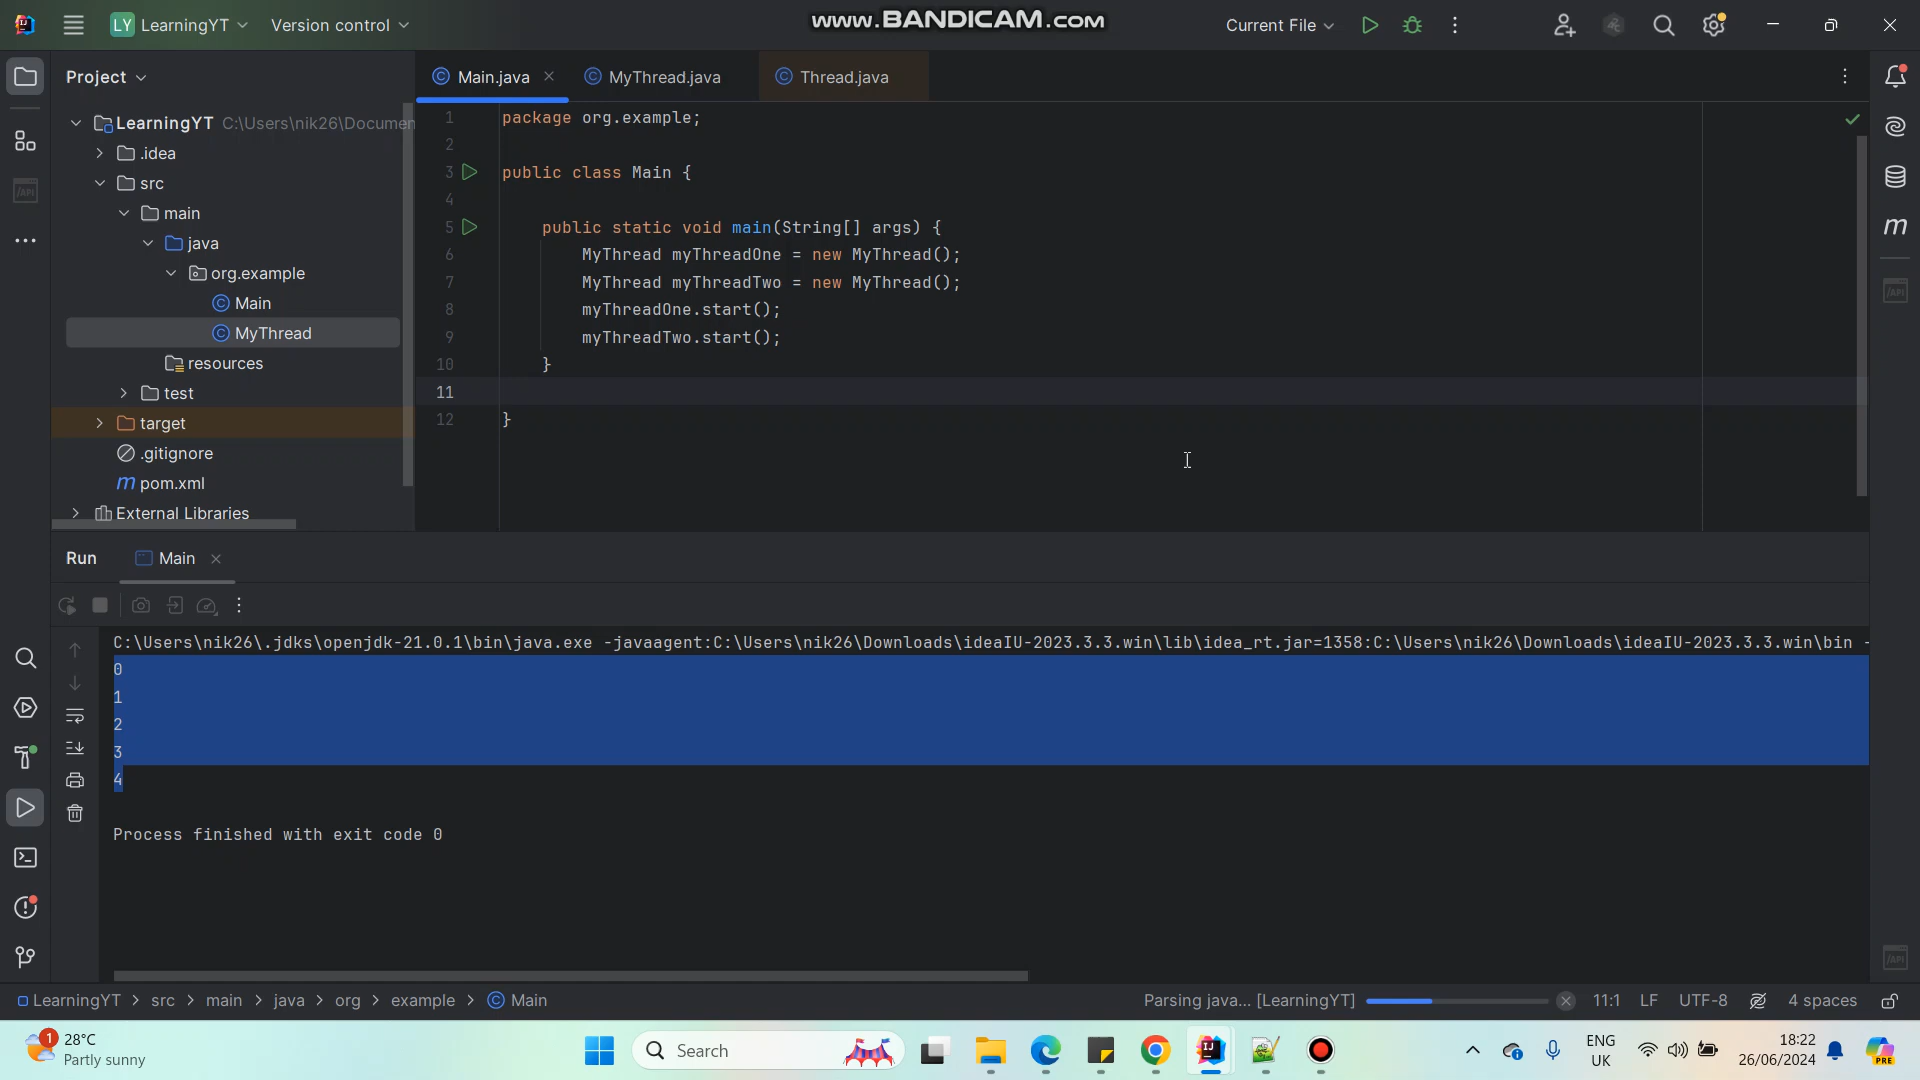 LY LearningYT
Version control
www.BANDICAM.com
Current File
Project
Main.java
MyThread.java
Thread.java
LearningYT C:\Users\nik26\Documen
.idea
src
main
java
org.example
Main
MyThread
resources
test
target
.gitignore
pom.xml
External Libraries
1 package org.example;
2
3 public class Main {
4
5 public static void main(String[] args) {
6 MyThread myThreadOne = new MyThread();
7 MyThread myThreadTwo = new MyThread();
8 myThreadOne.start();
9 myThreadTwo.start();
10 }
11
12 }
Run
Main
C:\Users\nik26\.jdks\openjdk-21.0.1\bin\java.exe -javaagent:C:\Users\nik26\Downloads\ideaIU-2023.3.3.win\lib\idea_rt.jar=1358:C:\Users\nik26\Downloads\ideaIU-2023.3.3.win\bin -
0
1
2
3
4
Process finished with exit code 0
LearningYT > src > main > java > org > example > Main
Parsing java... [LearningYT]
11:1
LF
UTF-8
4 spaces
1
28°C
Partly sunny
Search
ENG
UK
18:22
26/06/2024
PRE